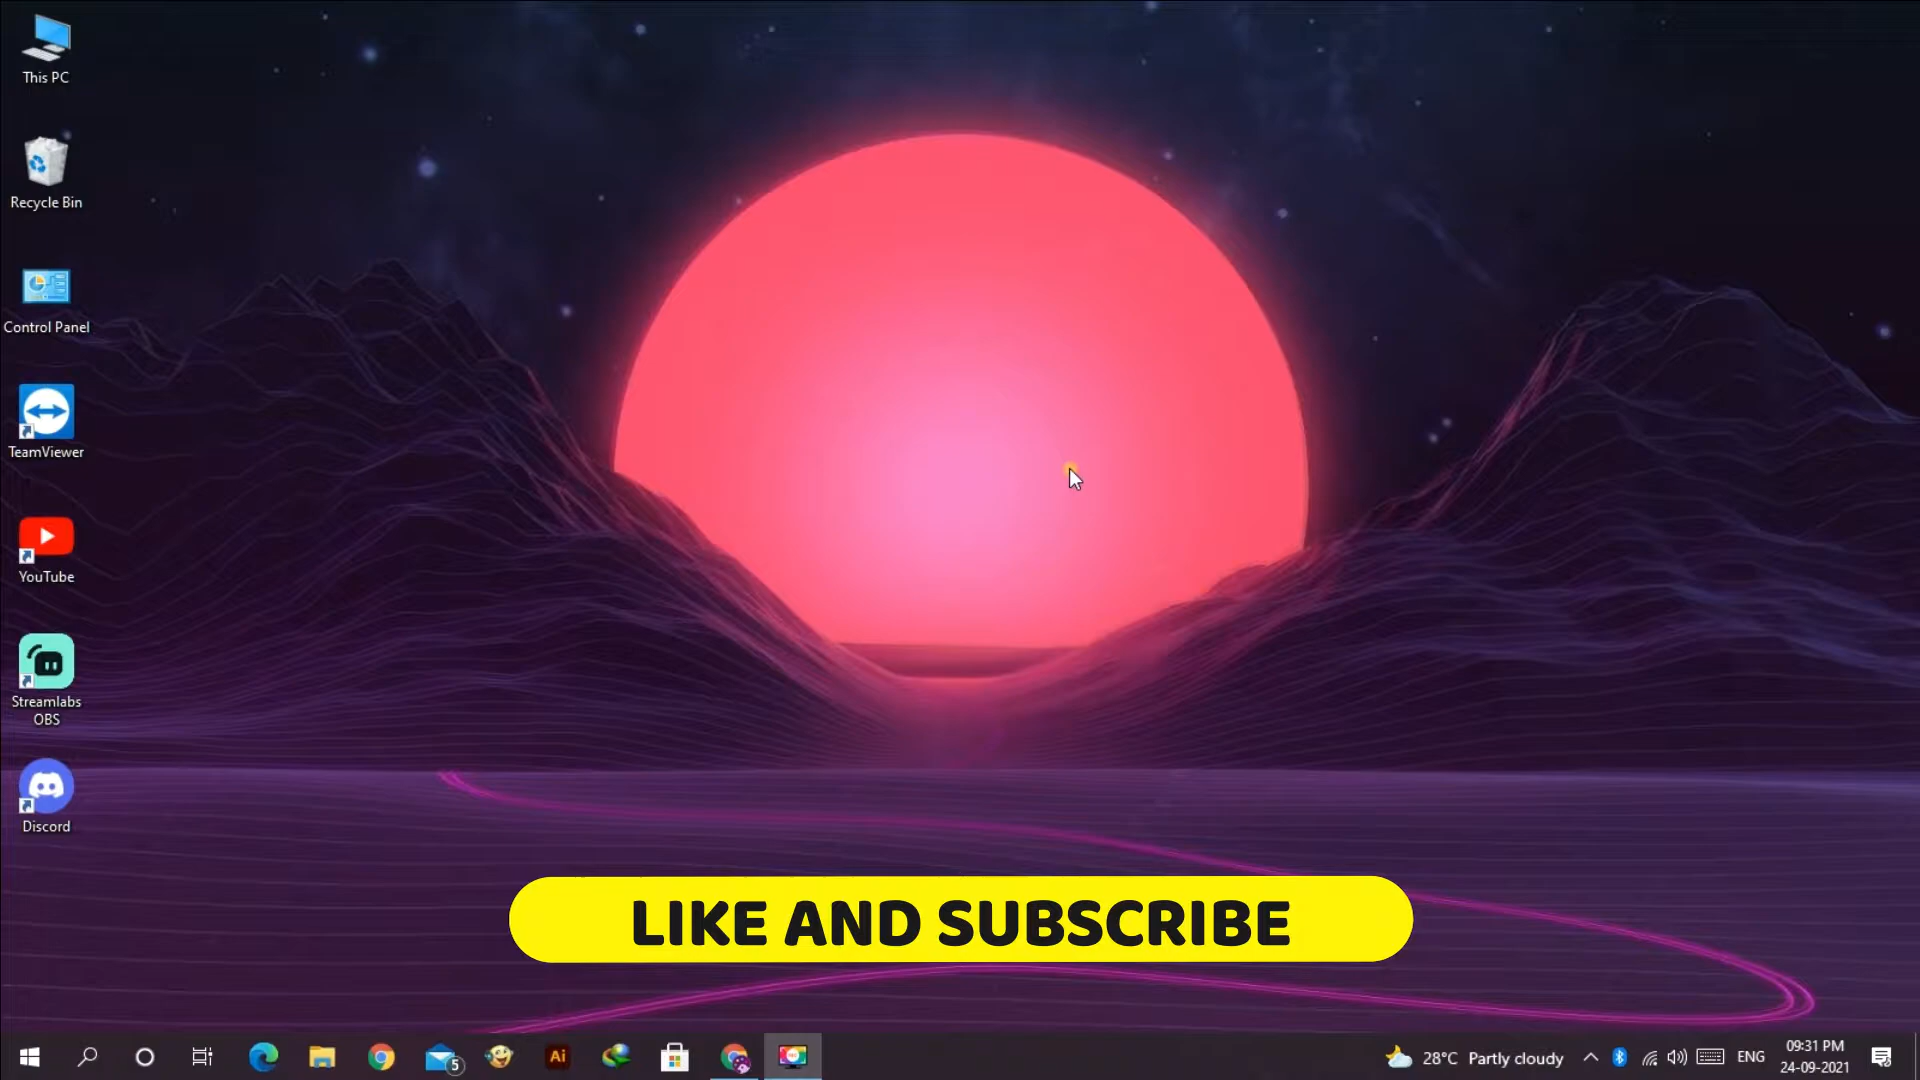 This PC
Recycle Bin
Control Panel
TeamViewer
YouTube
Streamlabs
OBS
Discord
LIKE AND SUBSCRIBE
5
Ai
28°C Partly cloudy
ENG
09:31 PM
24-09-2021